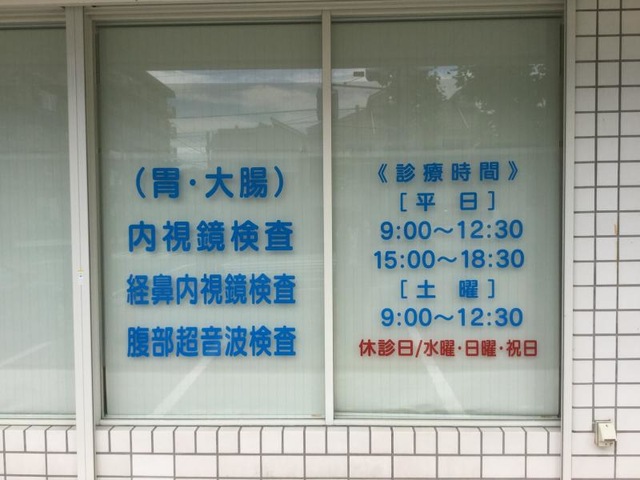 （胃・大腸）
内視鏡検査
経鼻内視鏡検査
腹部超音波検査
《診療時間》
［平日］
9:00～12:30
15:00～18:30
［土曜］
9:00～12:30
休診日/水曜・日曜・祝日